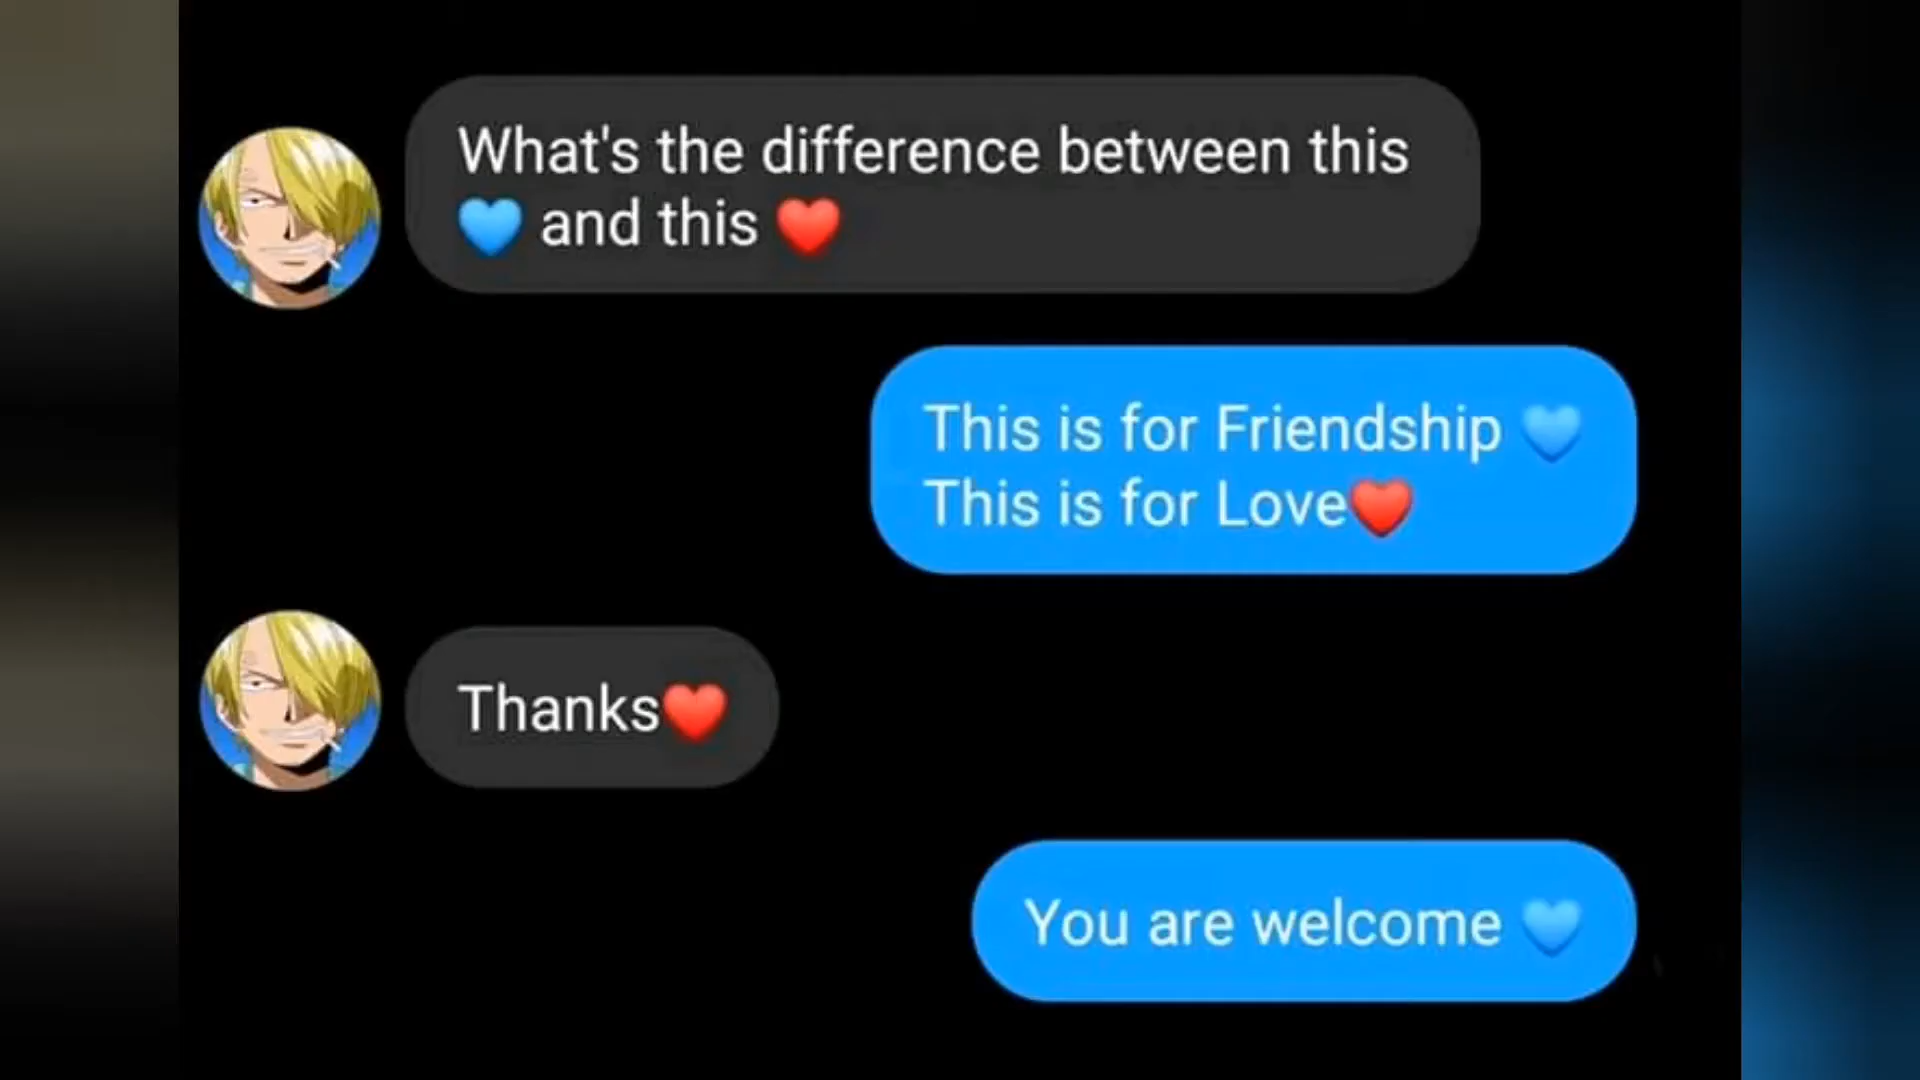 What's the difference between this
💙 and this ❤️
This is for Friendship 💙
This is for Love❤️
Thanks❤️
You are welcome 💙